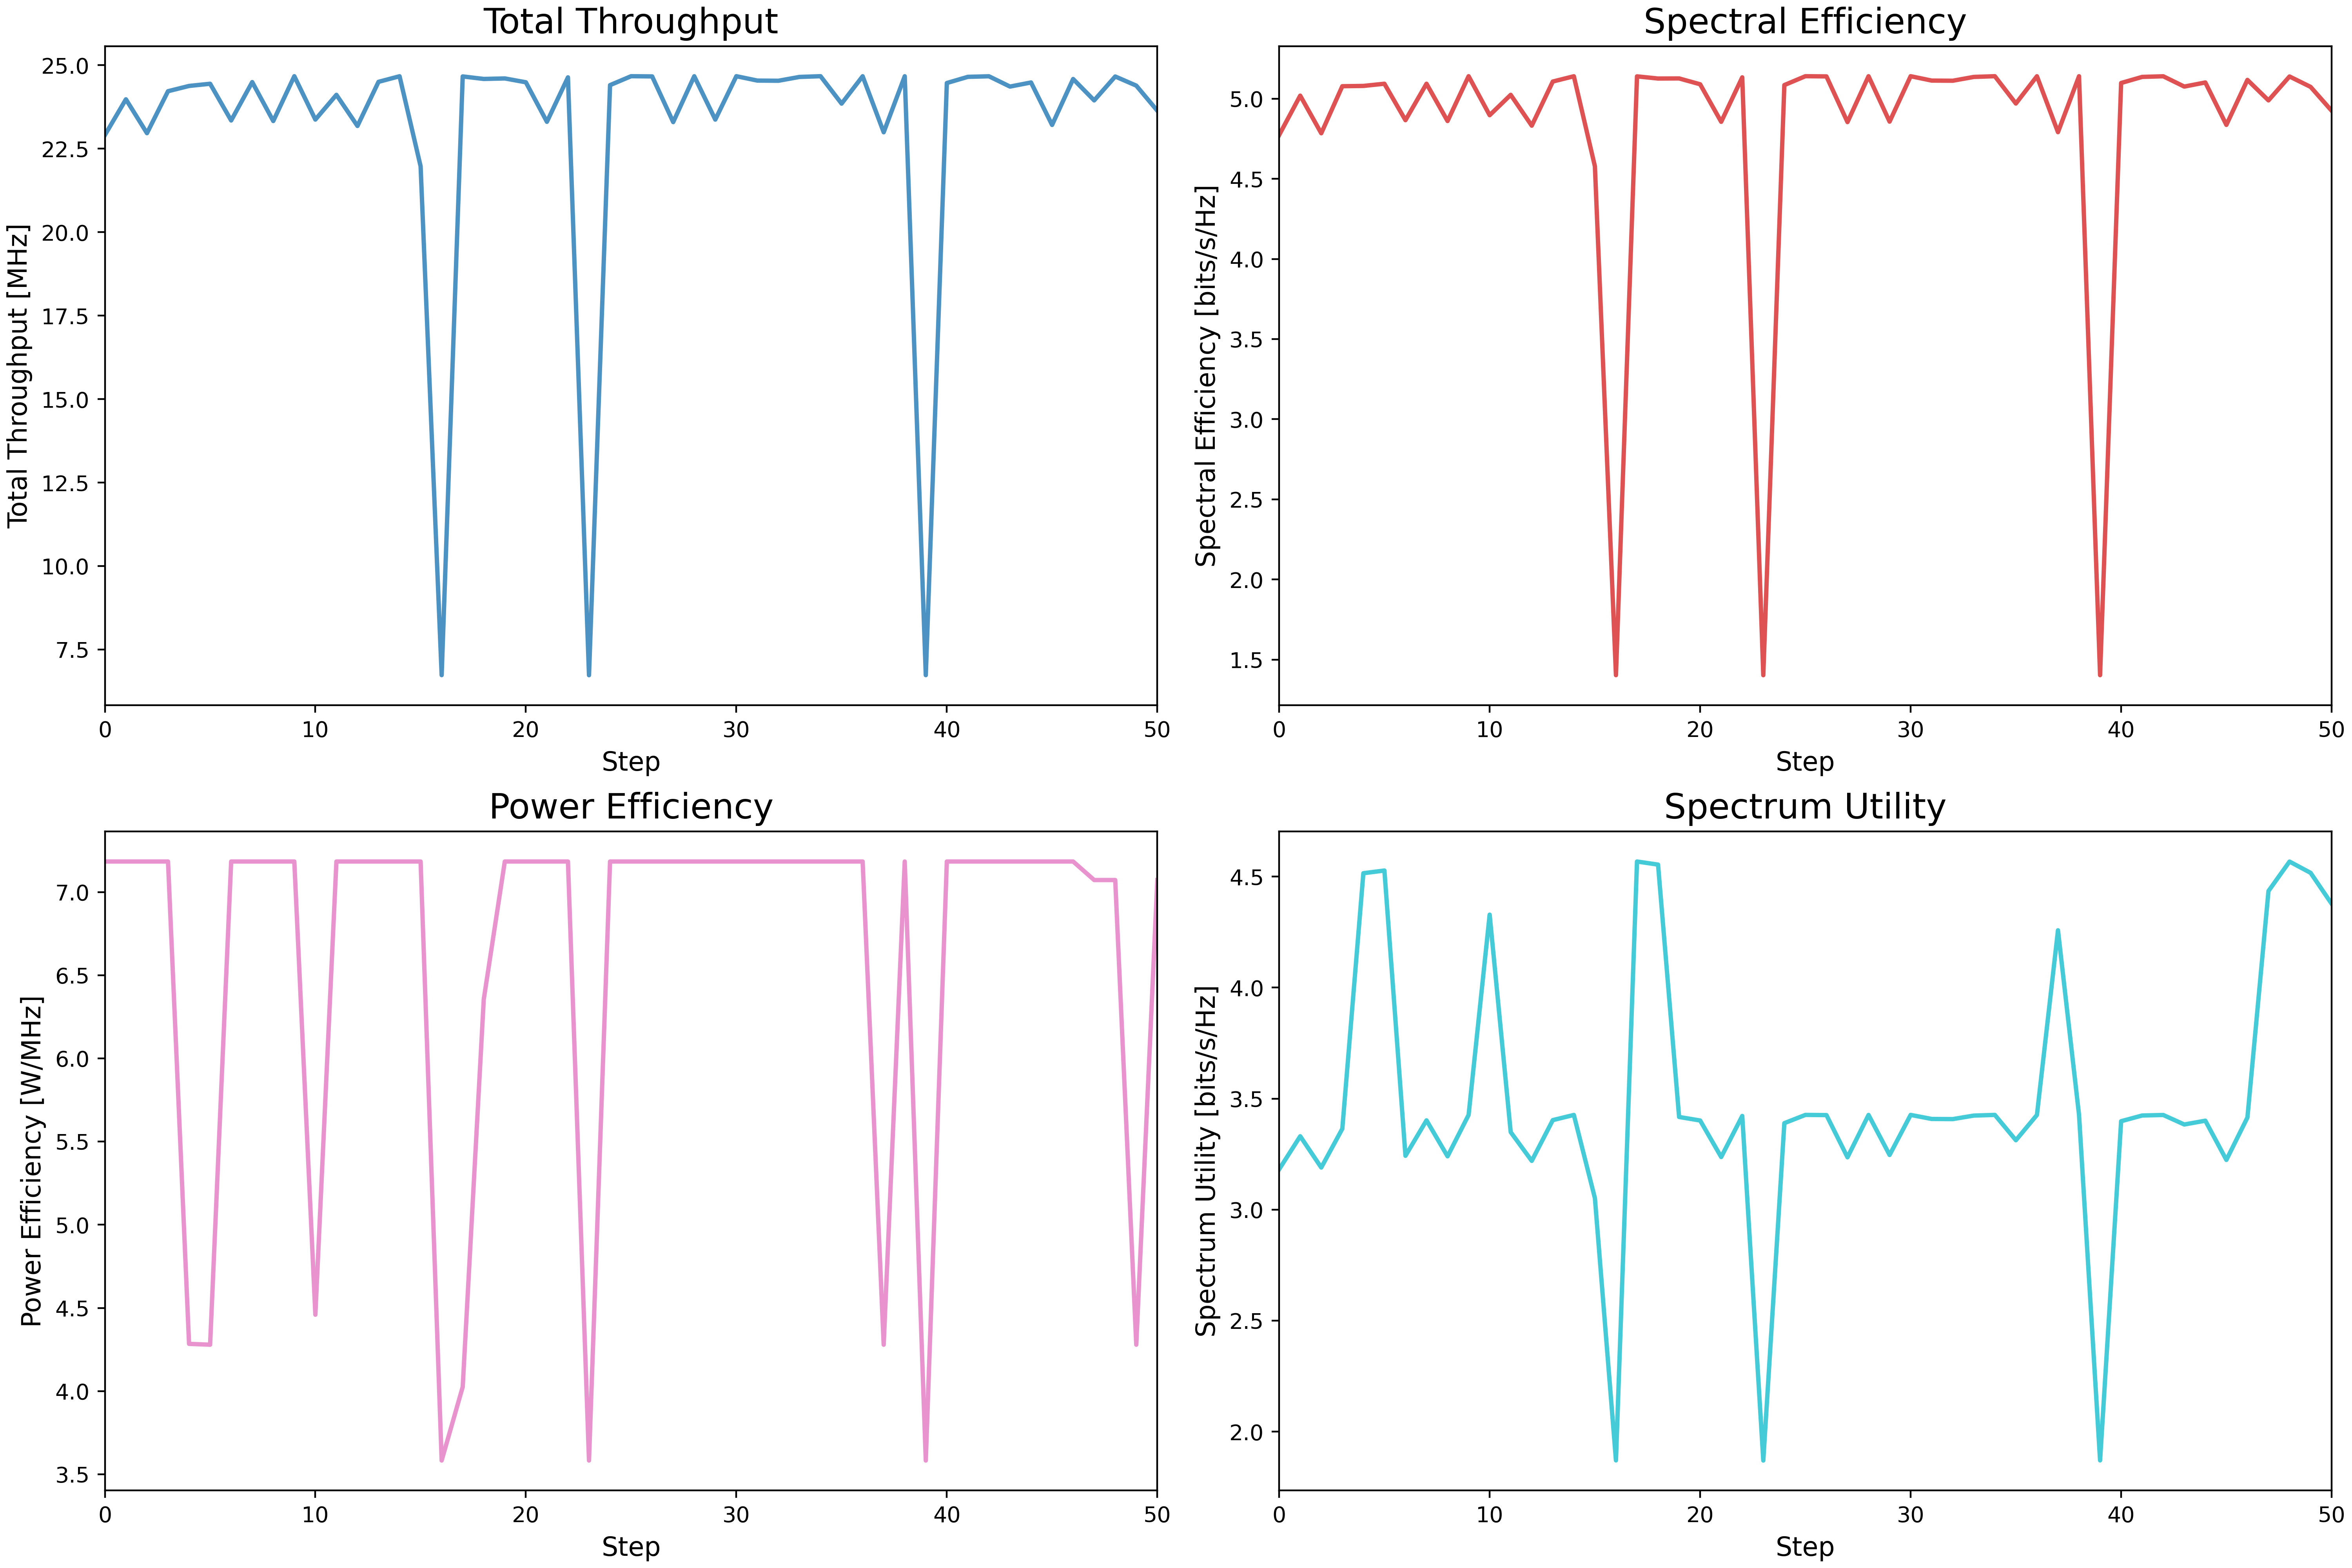 Total Throughput
Total Throughput [MHz]
25.0
22.5
20.0
17.5
15.0
12.5
10.0
7.5
0 10 20 30 40 50
Step
Spectral Efficiency
Spectral Efficiency [bits/s/Hz]
5.0
4.5
4.0
3.5
3.0
2.5
2.0
1.5
0 10 20 30 40 50
Step
Power Efficiency
Power Efficiency [W/MHz]
7.0
6.5
6.0
5.5
5.0
4.5
4.0
3.5
0 10 20 30 40 50
Step
Spectrum Utility
Spectrum Utility [bits/s/Hz]
4.5
4.0
3.5
3.0
2.5
2.0
0 10 20 30 40 50
Step